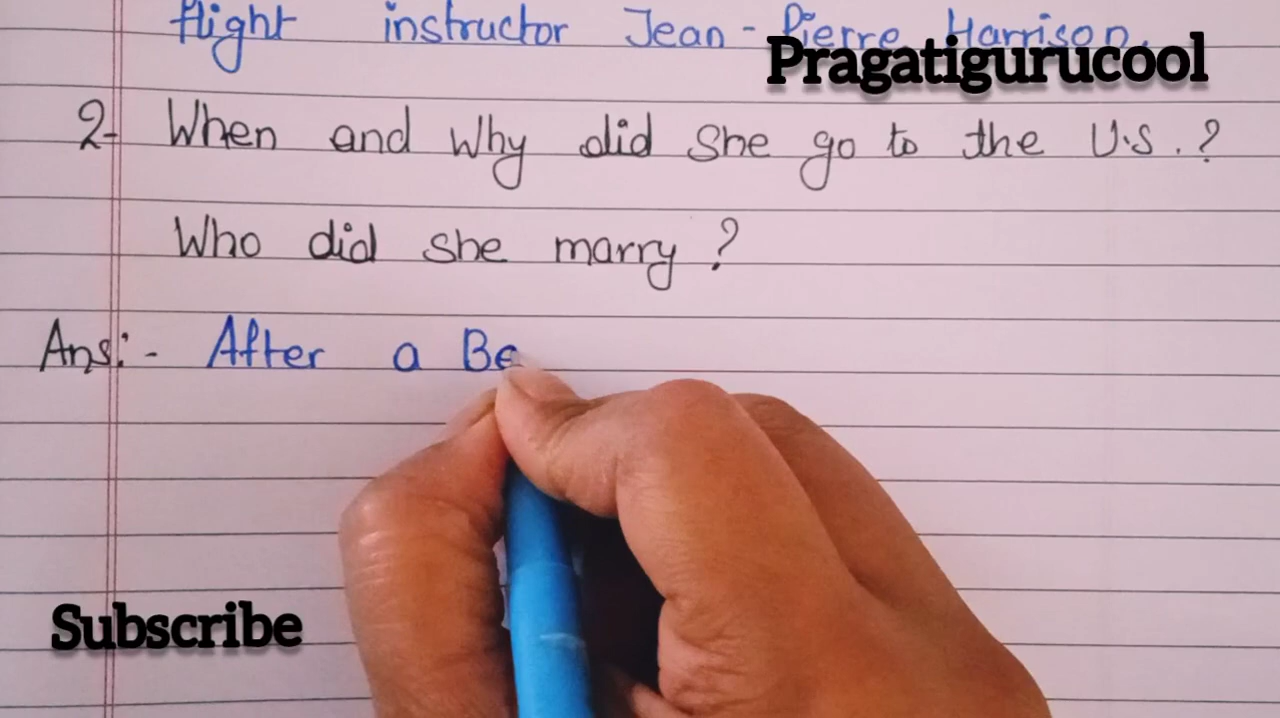 flight instructor Jean-Pierre Harrison.
Pragatigurucool
2- When and Why did She go to the U.S.?
Who did she marry?
Ans:- After a Be
Subscribe